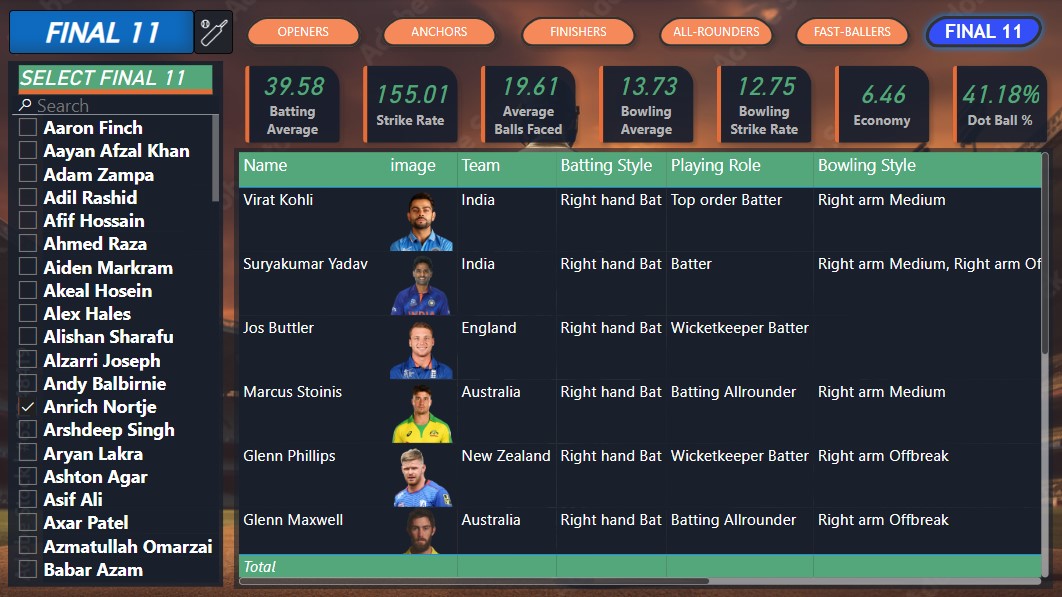 FINAL 11
OPENERS
ANCHORS
FINISHERS
ALL-ROUNDERS
FAST-BALLERS
FINAL 11
SELECT FINAL 11
Search
Aaron Finch
Aayan Afzal Khan
Adam Zampa
Adil Rashid
Afif Hossain
Ahmed Raza
Aiden Markram
Akeal Hosein
Alex Hales
Alishan Sharafu
Alzarri Joseph
Andy Balbirnie
Anrich Nortje
Arshdeep Singh
Aryan Lakra
Ashton Agar
Asif Ali
Axar Patel
Azmatullah Omarzai
Babar Azam
39.58
Batting
Average
155.01
Strike Rate
19.61
Average
Balls Faced
13.73
Bowling
Average
12.75
Bowling
Strike Rate
6.46
Economy
41.18%
Dot Ball %
Name image Team Batting Style Playing Role Bowling Style
Virat Kohli India Right hand Bat Top order Batter Right arm Medium
Suryakumar Yadav India Right hand Bat Batter Right arm Medium, Right arm Of
Jos Buttler England Right hand Bat Wicketkeeper Batter
Marcus Stoinis Australia Right hand Bat Batting Allrounder Right arm Medium
Glenn Phillips New Zealand Right hand Bat Wicketkeeper Batter Right arm Offbreak
Glenn Maxwell Australia Right hand Bat Batting Allrounder Right arm Offbreak
Total